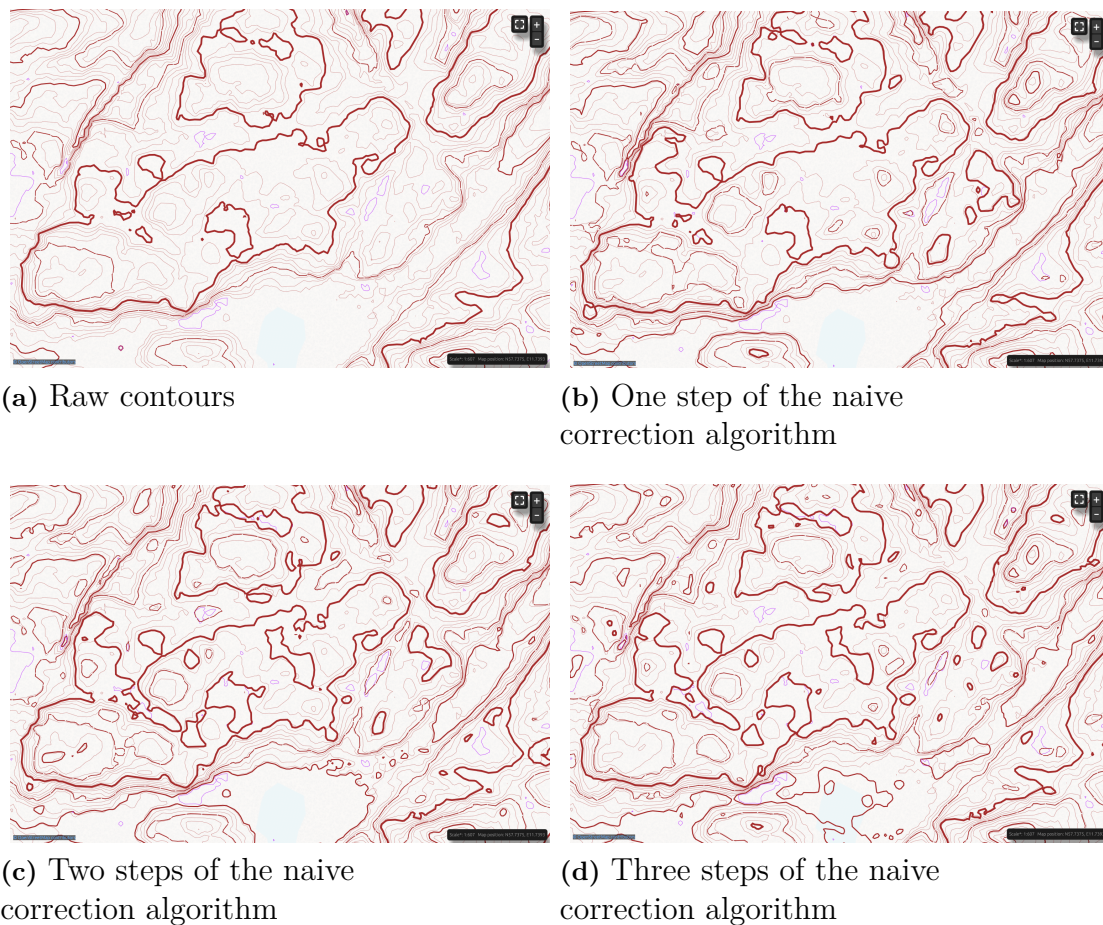 (a) Raw contours
(b) One step of the naive
correction algorithm
(c) Two steps of the naive
correction algorithm
(d) Three steps of the naive
correction algorithm